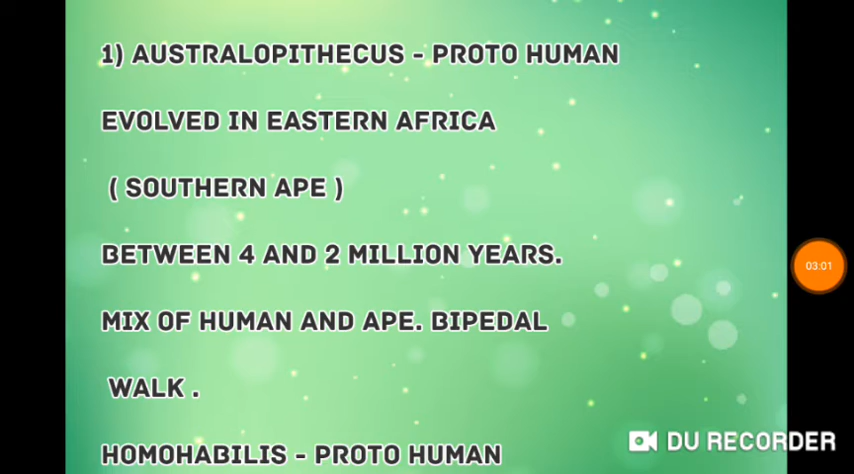 1) AUSTRALOPITHECUS - PROTO HUMAN
EVOLVED IN EASTERN AFRICA
( SOUTHERN APE )
BETWEEN 4 AND 2 MILLION YEARS.
MIX OF HUMAN AND APE. BIPEDAL
WALK .
HOMOHABILIS - PROTO HUMAN
03:01
DU RECORDER